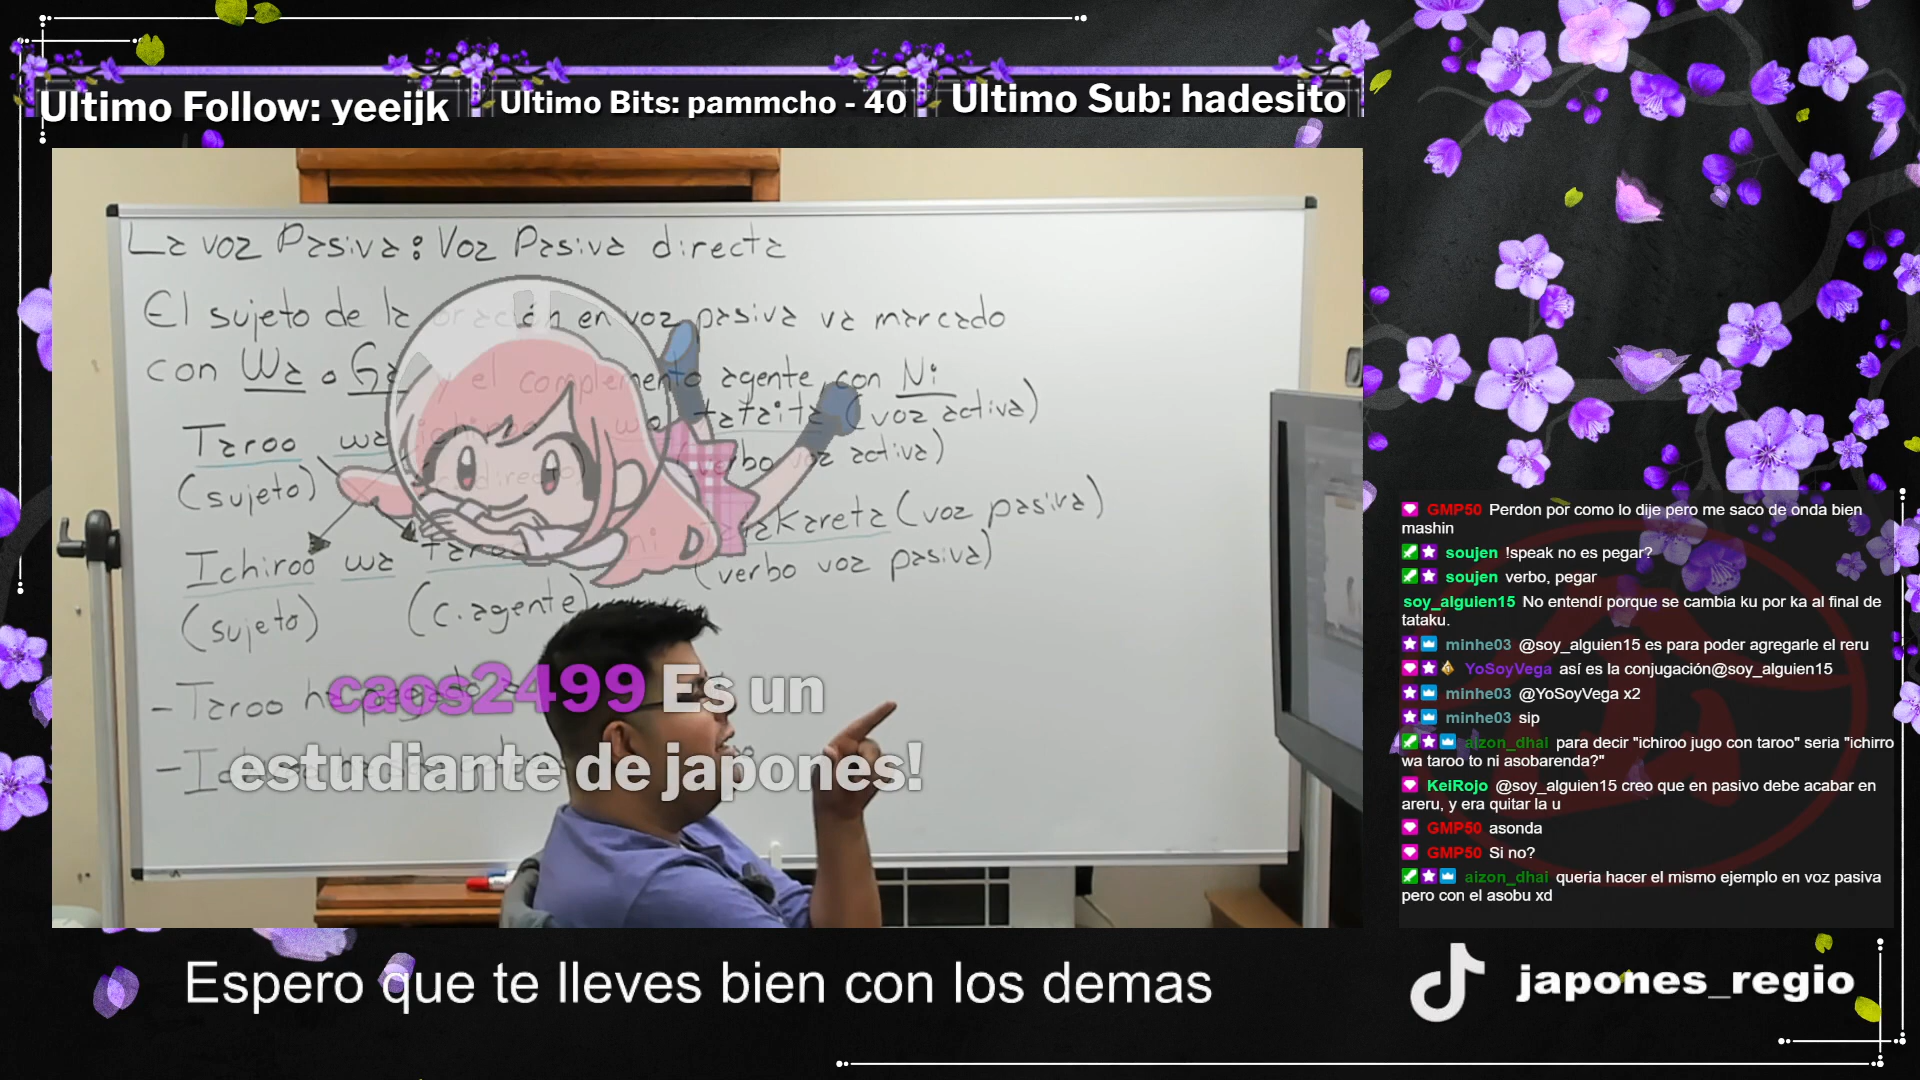 Ultimo Follow: yeeijk
Ultimo Bits: pammcho - 40
Ultimo Sub: hadesito
La voz Pasiva: Voz Pasiva directa
El sujeto de la oración en voz pasiva va marcado
con Wa o Ga y el complemento agente con Ni
Taroo wa ichiroo wo tataita (voz activa)
(sujeto) directo) (verbo voz activa)
Ichiroo wa taroo ni tatakareta (voz pasiva)
(sujeto) (c. agente) (verbo voz pasiva)
- Taroo ha pegado a
caos2499 Es un
estudiante de japones!
Espero que te lleves bien con los demas
GMP50 Perdon por como lo dije pero me saco de onda bien
mashin
soujen !speak no es pegar?
soujen verbo, pegar
soy_alguien15 No entendí porque se cambia ku por ka al final de
tataku.
minhe03 @soy_alguien15 es para poder agregarle el reru
YoSoyVega así es la conjugación@soy_alguien15
minhe03 @YoSoyVega x2
minhe03 sip
aizon_dhai para decir "ichiroo jugo con taroo" seria "ichirro
wa taroo to ni asobarenda?"
KeiRojo @soy_alguien15 creo que en pasivo debe acabar en
areru, y era quitar la u
GMP50 asonda
GMP50 Si no?
aizon_dhai queria hacer el mismo ejemplo en voz pasiva
pero con el asobu xd
japones_regio